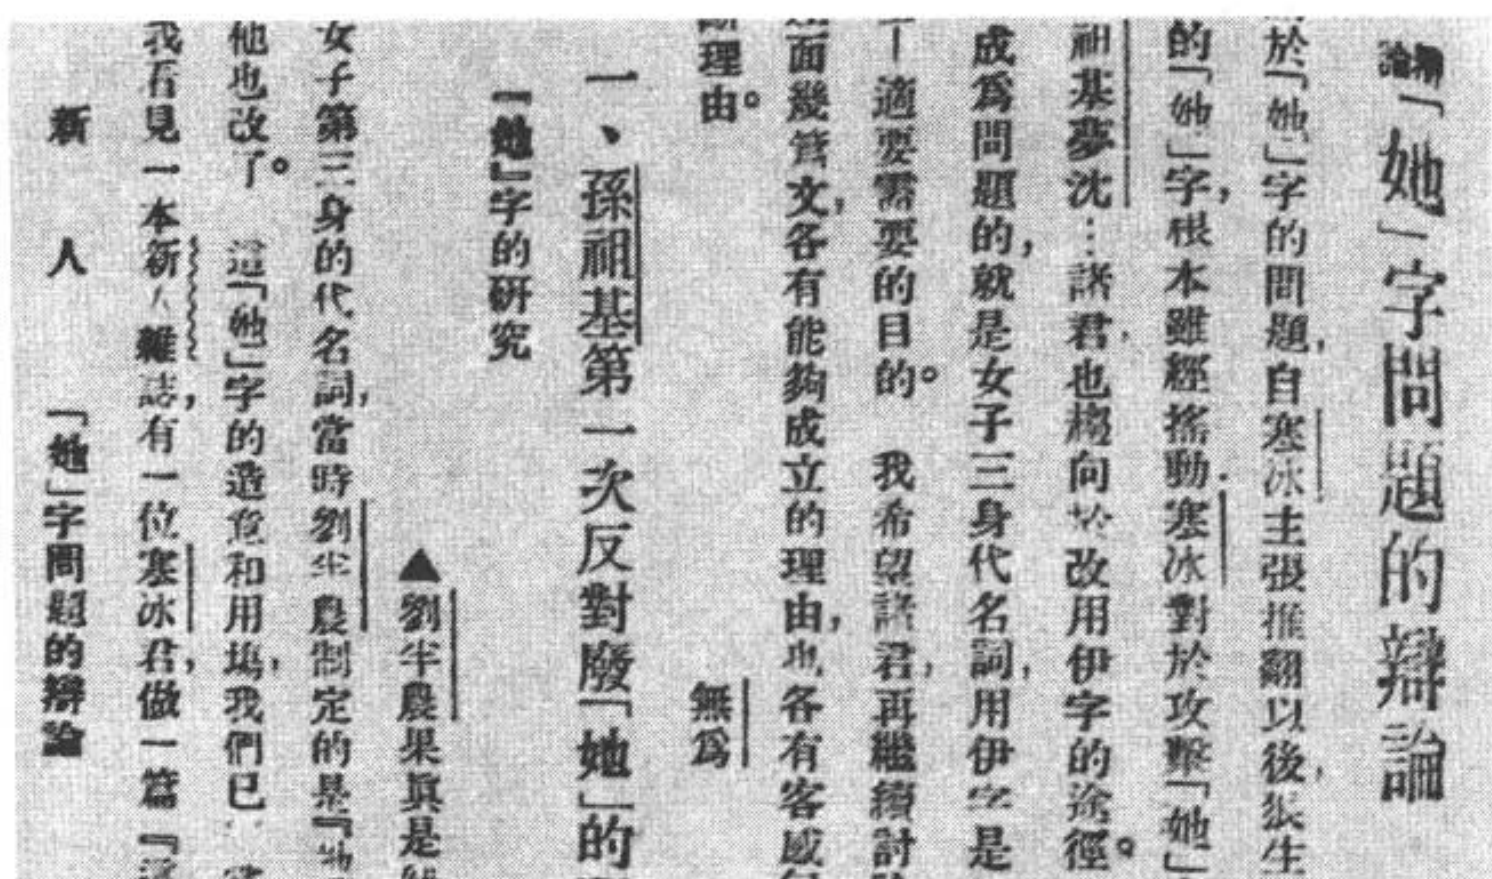 「她」字問題的辯論
於「她」字的問題，自寒冰主張推翻以後，狠生
的「她」字，根本雖經搖動．寒冰對於攻擊「她」
祖基夢沈…諸君，也趨向於改用伊字的途徑。
成爲問題的，就是女子三身代名詞，用伊字是
一適要需要的目的。　我希望諸君，再繼續討
面幾篇文，各有能夠成立的理由，也各有客感
理由。
無爲
一、孫祖基第一次反對廢「她」的
『她』字的研究
▲劉半農果眞是
女子第三身的代名詞，當時劉半農制定的是『她
他也改了。　這『她』字的造意和用場，我們已
我看見一本新人雜誌，有一位寒冰君，做一篇『
新人　「她」字問題的辯論